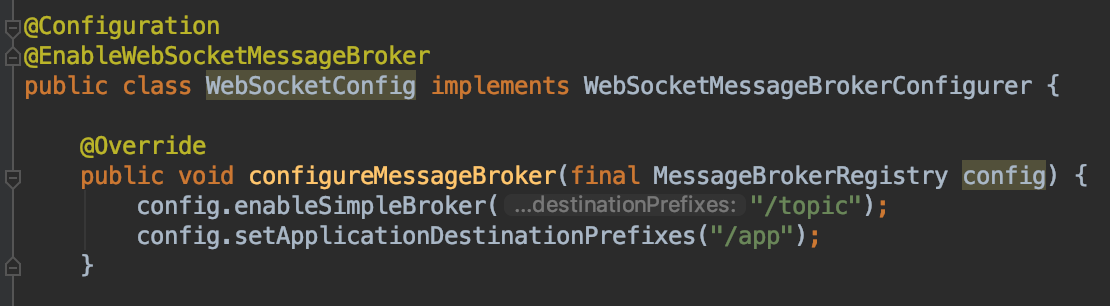 @Configuration
@EnableWebSocketMessageBroker
public class WebSocketConfig implements WebSocketMessageBrokerConfigurer {
@Override
public void configureMessageBroker(final MessageBrokerRegistry config) {
config.enableSimpleBroker( ...destinationPrefixes: "/topic");
config.setApplicationDestinationPrefixes("/app");
}